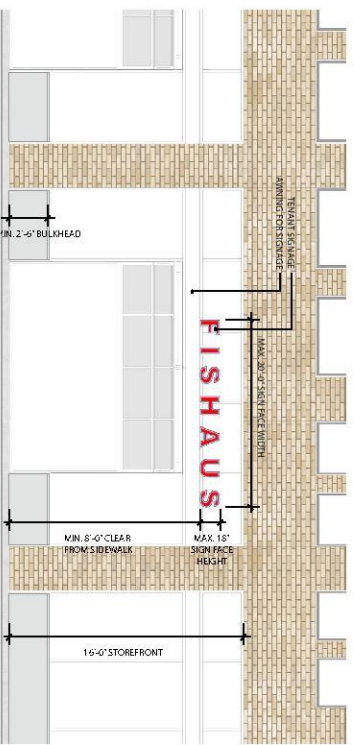 TENANT SIGNAGE
AWNING FOR SIGNAGE
MAX. 20'-0" SIGN FACE WIDTH
FISHAUS
MIN. 2'-6" BULKHEAD
MIN. 8'-0" CLEAR
FROM SIDEWALK
MAX. 18"
SIGN FACE
HEIGHT
16'-0" STOREFRONT